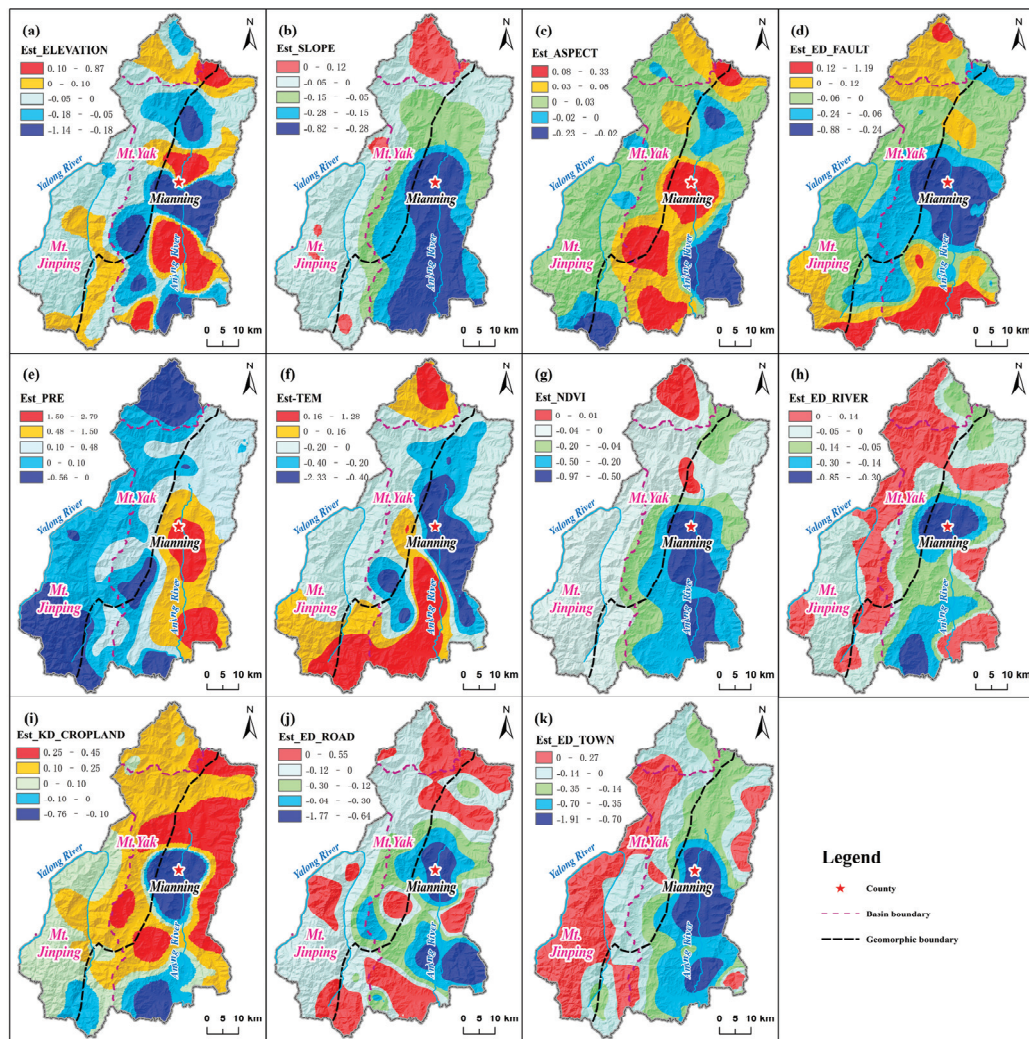 (a)
N
Est_ELEVATION
0.10 - 0.87
0 - 0.10
-0.05 - 0
-0.18 - -0.05
-1.14 - -0.18
Mt.Yak
Yalong River
Mianning
Mt.
Jinping
Aning River
0 5 10 km
(b)
N
Est_SLOPE
0 - 0.12
-0.05 - 0
-0.15 - -0.05
-0.28 - -0.15
-0.82 - -0.28
Mt.Yak
Yalong River
Mianning
Mt.
Jinping
Aning River
0 5 10 km
(c)
N
Est_ASPECT
0.08 - 0.33
0.03 - 0.08
0 - 0.03
-0.02 - 0
-0.23 - -0.02
Mt.Yak
Yalong River
Mianning
Mt.
Jinping
Aning River
0 5 10 km
(d)
N
Est_ED_FAULT
0.12 - 1.19
0 - 0.12
-0.06 - 0
-0.24 - -0.06
-0.88 - -0.24
Mt.Yak
Yalong River
Mianning
Mt.
Jinping
Aning River
0 5 10 km
(e)
N
Est_PRE
1.50 - 2.70
0.48 - 1.50
0.10 - 0.48
0 - 0.10
-0.56 - 0
Mt.Yak
Yalong River
Mianning
Mt.
Jinping
Aning River
0 5 10 km
(f)
N
Est-TEM
0.16 - 1.28
0 - 0.16
-0.20 - 0
-0.40 - -0.20
-2.33 - -0.40
Mt.Yak
Yalong River
Mianning
Mt.
Jinping
Aning River
0 5 10 km
(g)
N
Est_NDVI
0 - 0.01
-0.04 - 0
-0.20 - -0.04
-0.50 - -0.20
-0.97 - -0.50
Mt.Yak
Yalong River
Mianning
Mt.
Jinping
Aning River
0 5 10 km
(h)
N
Est_ED_RIVER
0 - 0.14
-0.05 - 0
-0.14 - -0.05
-0.30 - -0.14
-0.85 - -0.30
Mt.Yak
Yalong River
Mianning
Mt.
Jinping
Aning River
0 5 10 km
(i)
N
Est_KD_CROPLAND
0.25 - 0.45
0.10 - 0.25
0 - 0.10
-0.10 - 0
-0.76 - -0.10
Mt.Yak
Yalong River
Mianning
Mt.
Jinping
Aning River
0 5 10 km
(j)
N
Est_ED_ROAD
0 - 0.55
-0.12 - 0
-0.30 - -0.12
-0.64 - -0.30
-1.77 - -0.64
Mt.Yak
Yalong River
Mianning
Mt.
Jinping
Aning River
0 5 10 km
(k)
N
Est_ED_TOWN
0 - 0.27
-0.14 - 0
-0.35 - -0.14
-0.70 - -0.35
-1.91 - -0.70
Mt.Yak
Yalong River
Mianning
Mt.
Jinping
Aning River
0 5 10 km
Legend
County
Basin boundary
Geomorphic boundary